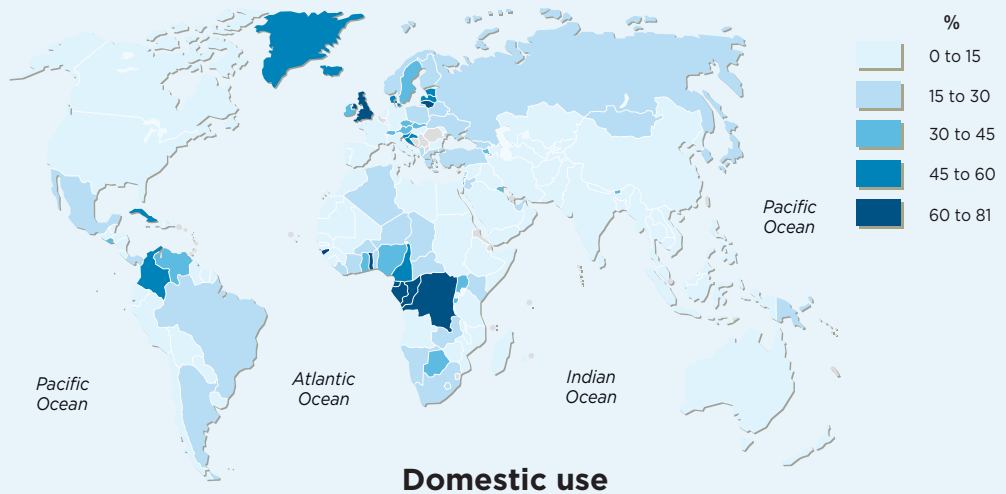 %
0 to 15
15 to 30
30 to 45
45 to 60
60 to 81
Pacific
Ocean
Pacific
Ocean
Atlantic
Ocean
Indian
Ocean
Domestic use